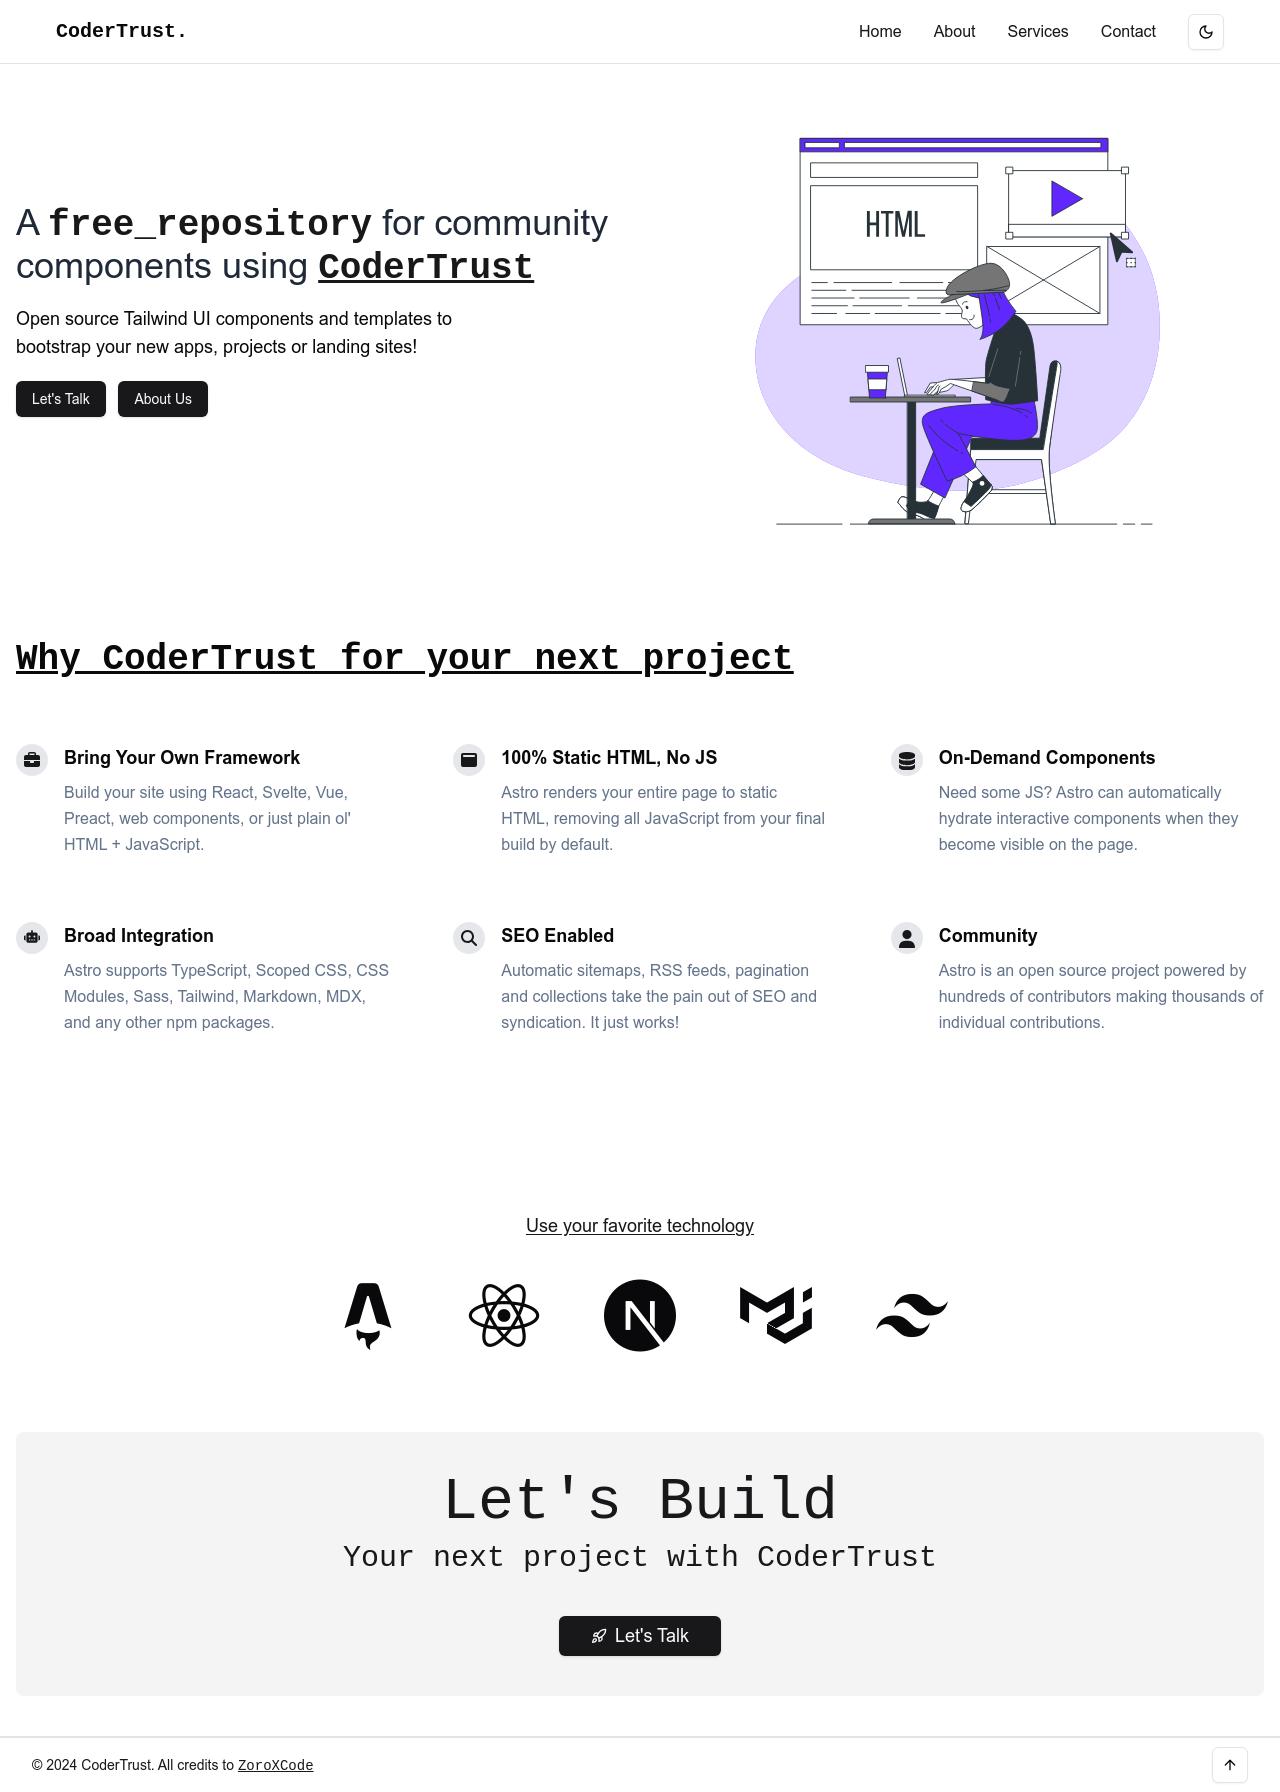 CoderTrust.
Home About Services Contact
A free_repository for community
components using CoderTrust
Open source Tailwind UI components and templates to
bootstrap your new apps, projects or landing sites!
Let's Talk About Us
HTML
Why CoderTrust for your next project
Bring Your Own Framework
Build your site using React, Svelte, Vue,
Preact, web components, or just plain ol'
HTML + JavaScript.
100% Static HTML, No JS
Astro renders your entire page to static
HTML, removing all JavaScript from your final
build by default.
On-Demand Components
Need some JS? Astro can automatically
hydrate interactive components when they
become visible on the page.
Broad Integration
Astro supports TypeScript, Scoped CSS, CSS
Modules, Sass, Tailwind, Markdown, MDX,
and any other npm packages.
SEO Enabled
Automatic sitemaps, RSS feeds, pagination
and collections take the pain out of SEO and
syndication. It just works!
Community
Astro is an open source project powered by
hundreds of contributors making thousands of
individual contributions.
Use your favorite technology
N
Let's Build
Your next project with CoderTrust
Let's Talk
© 2024 CoderTrust. All credits to ZoroXCode